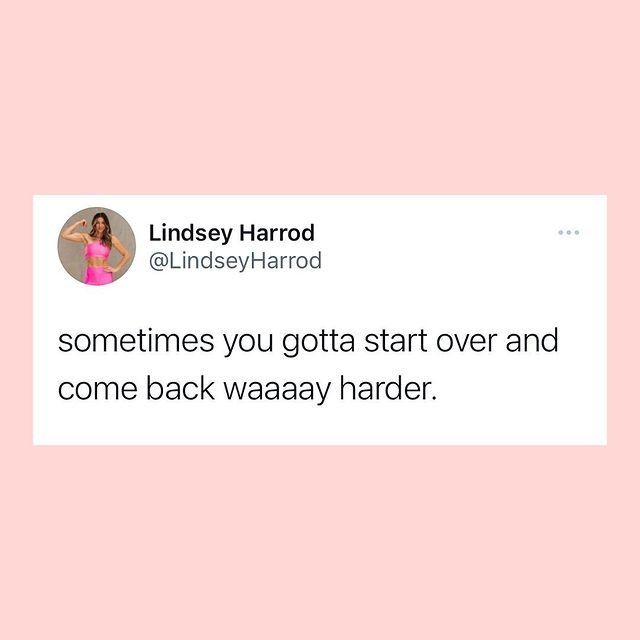 Lindsey Harrod
@LindseyHarrod
sometimes you gotta start over and
come back waaaay harder.